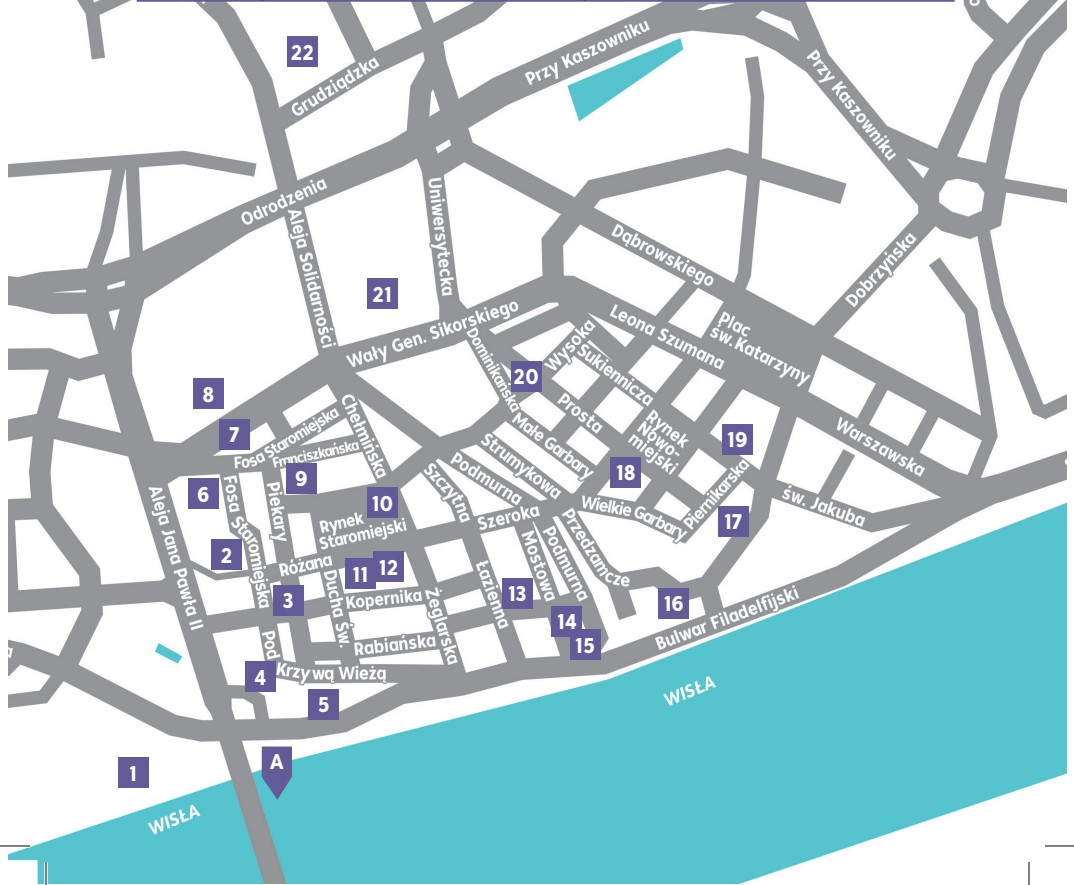 22
Grudziądzka
Przy Kaszowniku
Przy Kaszowniku
Odrodzenia
Aleja Solidarności
Uniwersytecka
21
Dąbrowskiego
Dobrzyńska
Wały Gen. Sikorskiego
Leona Szumana
Plac
św. Katarzyny
Dominikańska
Wysoka
Sukiennicza
20
8
7
Prosta
Rynek
Nowo-
miejski
Małe Garbary
Warszawska
19
Fosa Staromiejska
Franciszkańska
Chełmińska
Strumykowa
Podmurna
Szczytna
18
Piernikarska
9
6
10
Fosa Staromiejska
Piekary
Aleja Jana Pawła II
Rynek
Staromiejski
Szeroka
Wielkie Garbary
17
św. Jakuba
2
Różana
11
12
Przedzamcze
Mostowa
Podmurna
Łazienna
Ducha Św.
Kopernika
Żeglarska
3
13
14
15
16
Bulwar Filadelfijski
Rabiańska
Pod
Krzywą Wieżą
4
5
WISŁA
A
1
WISŁA